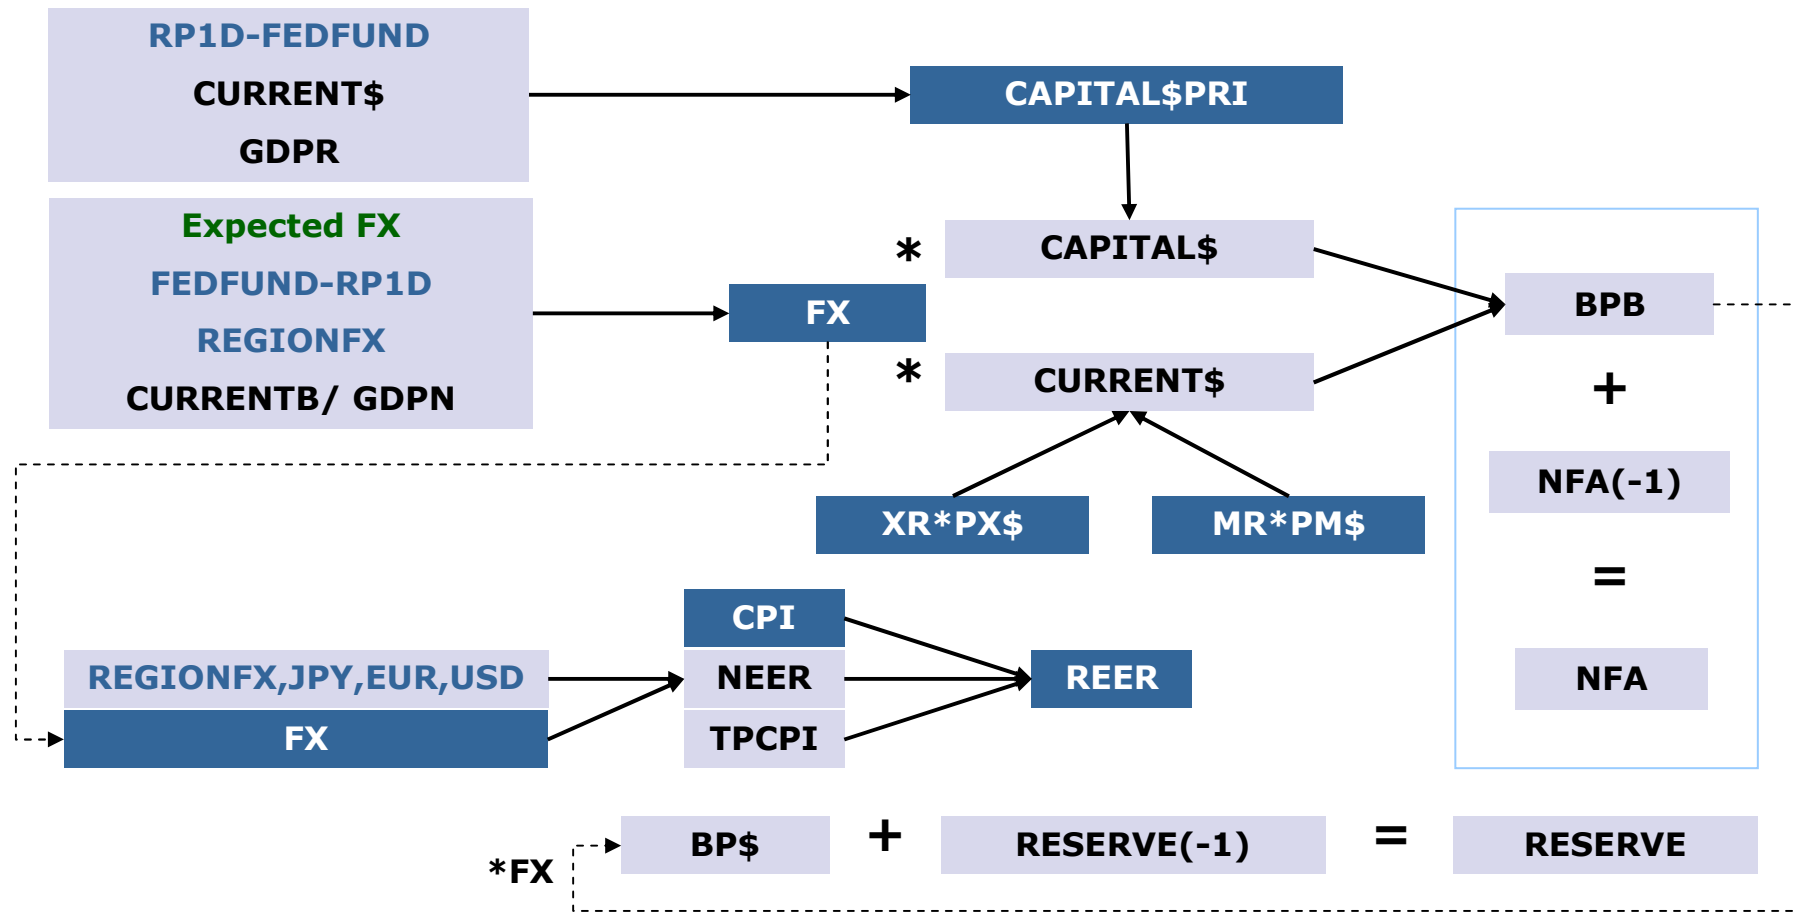 RP1D-FEDFUND
CURRENT$
GDPR
CAPITAL$PRI
Expected FX
FEDFUND-RP1D
REGIONFX
CURRENTB/ GDPN
FX
*
CAPITAL$
*
CURRENT$
XR*PX$
MR*PM$
BPB
+
NFA(-1)
=
NFA
CPI
REGIONFX,JPY,EUR,USD
NEER
REER
FX
TPCPI
*FX
BP$
+
RESERVE(-1)
=
RESERVE